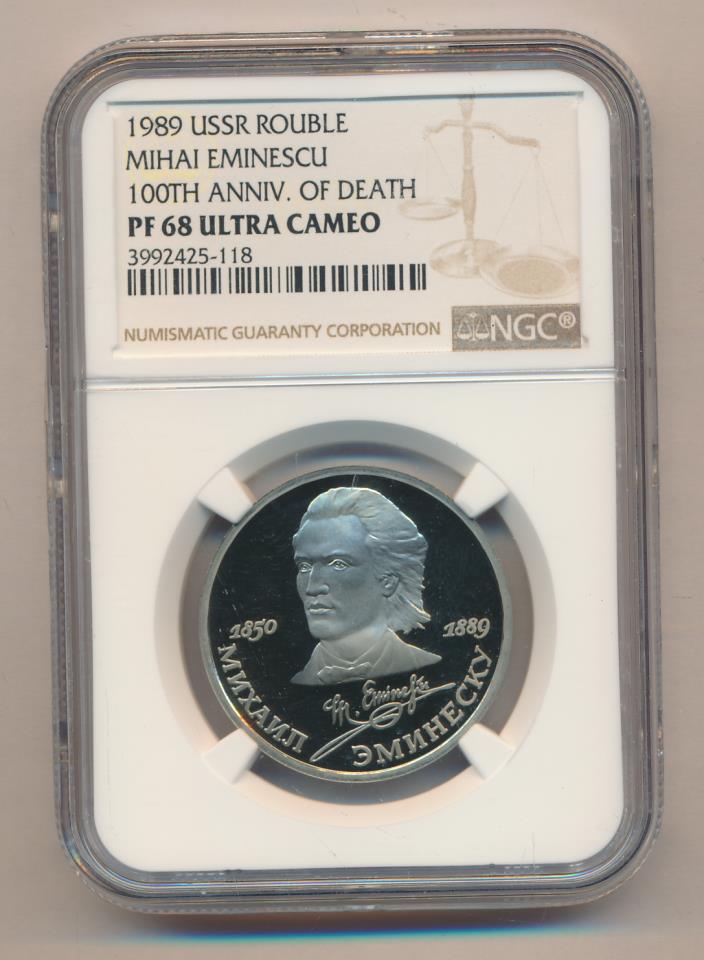 1989 USSR ROUBLE
MIHAI EMINESCU
100TH ANNIV. OF DEATH
PF 68 ULTRA CAMEO
3992425-118
NUMISMATIC GUARANTY CORPORATION
NGC®
1850
1889
M. Eminescu
МИХАИЛ ЭМИНЕСКУ